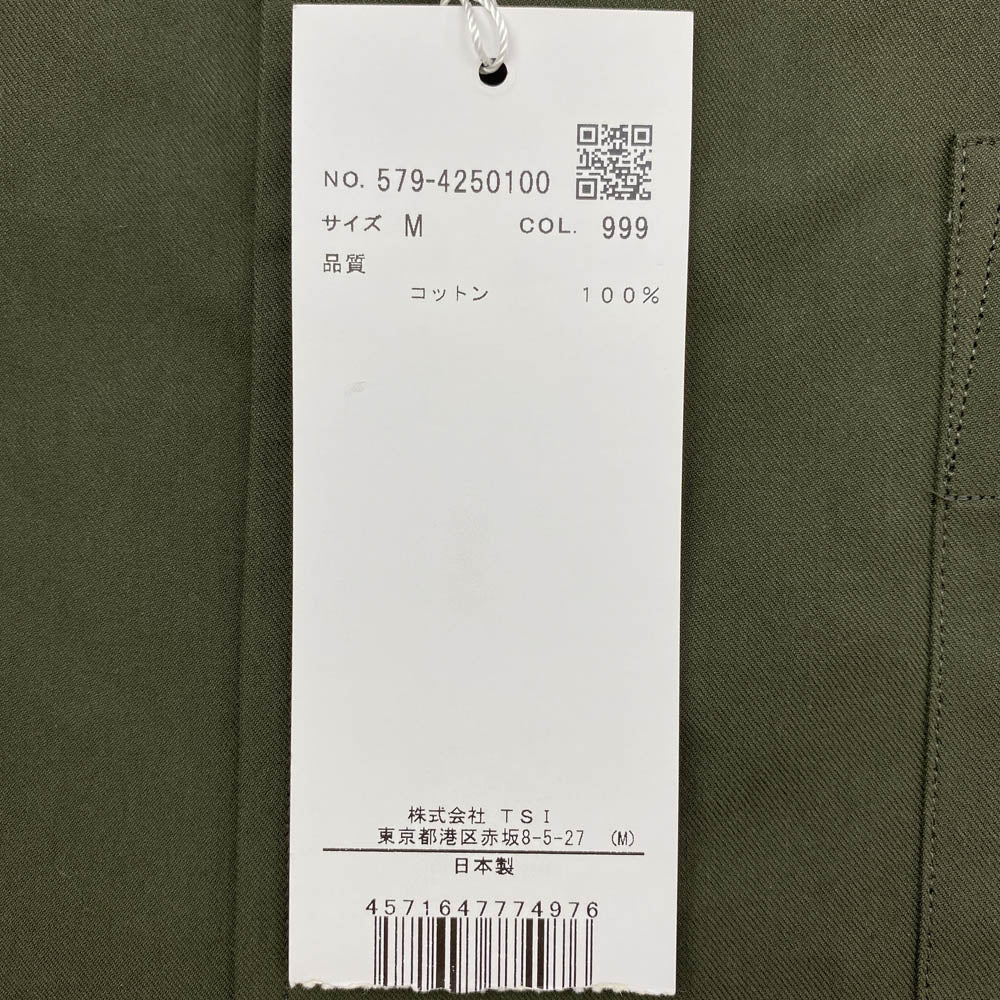 NO. 579-4250100
サイズ M COL. 999
品質
コットン 100%
株式会社 TSI
東京都港区赤坂8-5-27 (M)
日本製
4571647774976